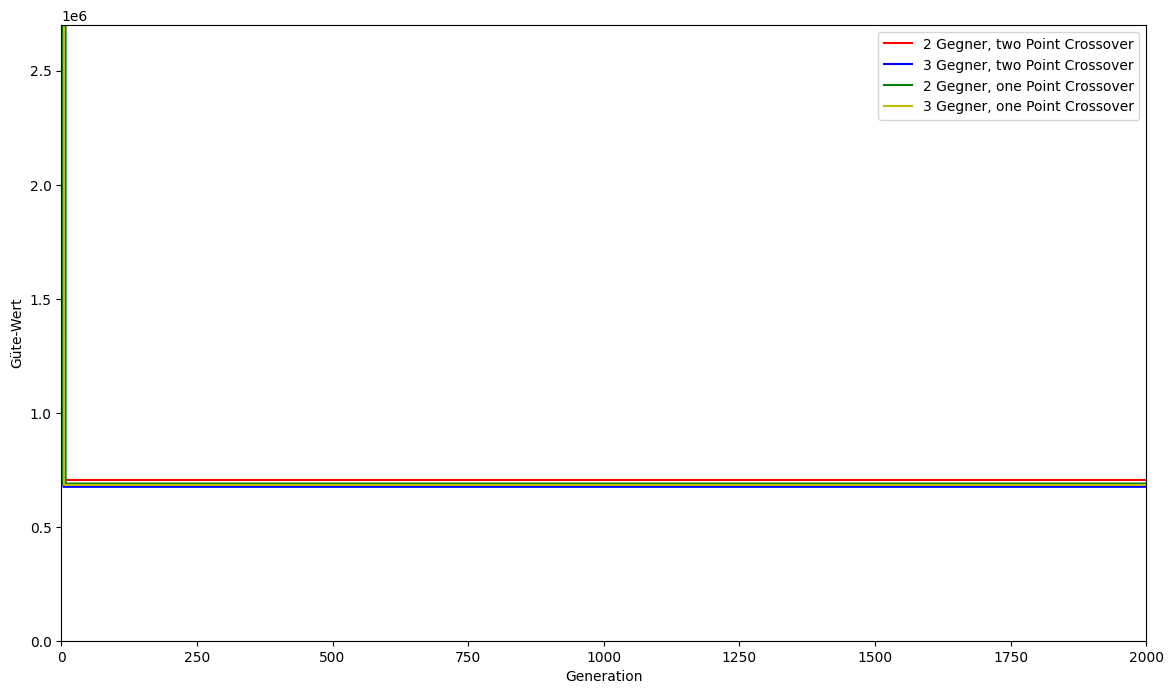 1e6
2 Gegner, two Point Crossover
3 Gegner, two Point Crossover
2 Gegner, one Point Crossover
3 Gegner, one Point Crossover
2.5
2.0
1.5
1.0
0.5
0.0
Güte-Wert
0 250 500 750 1000 1250 1500 1750 2000
Generation